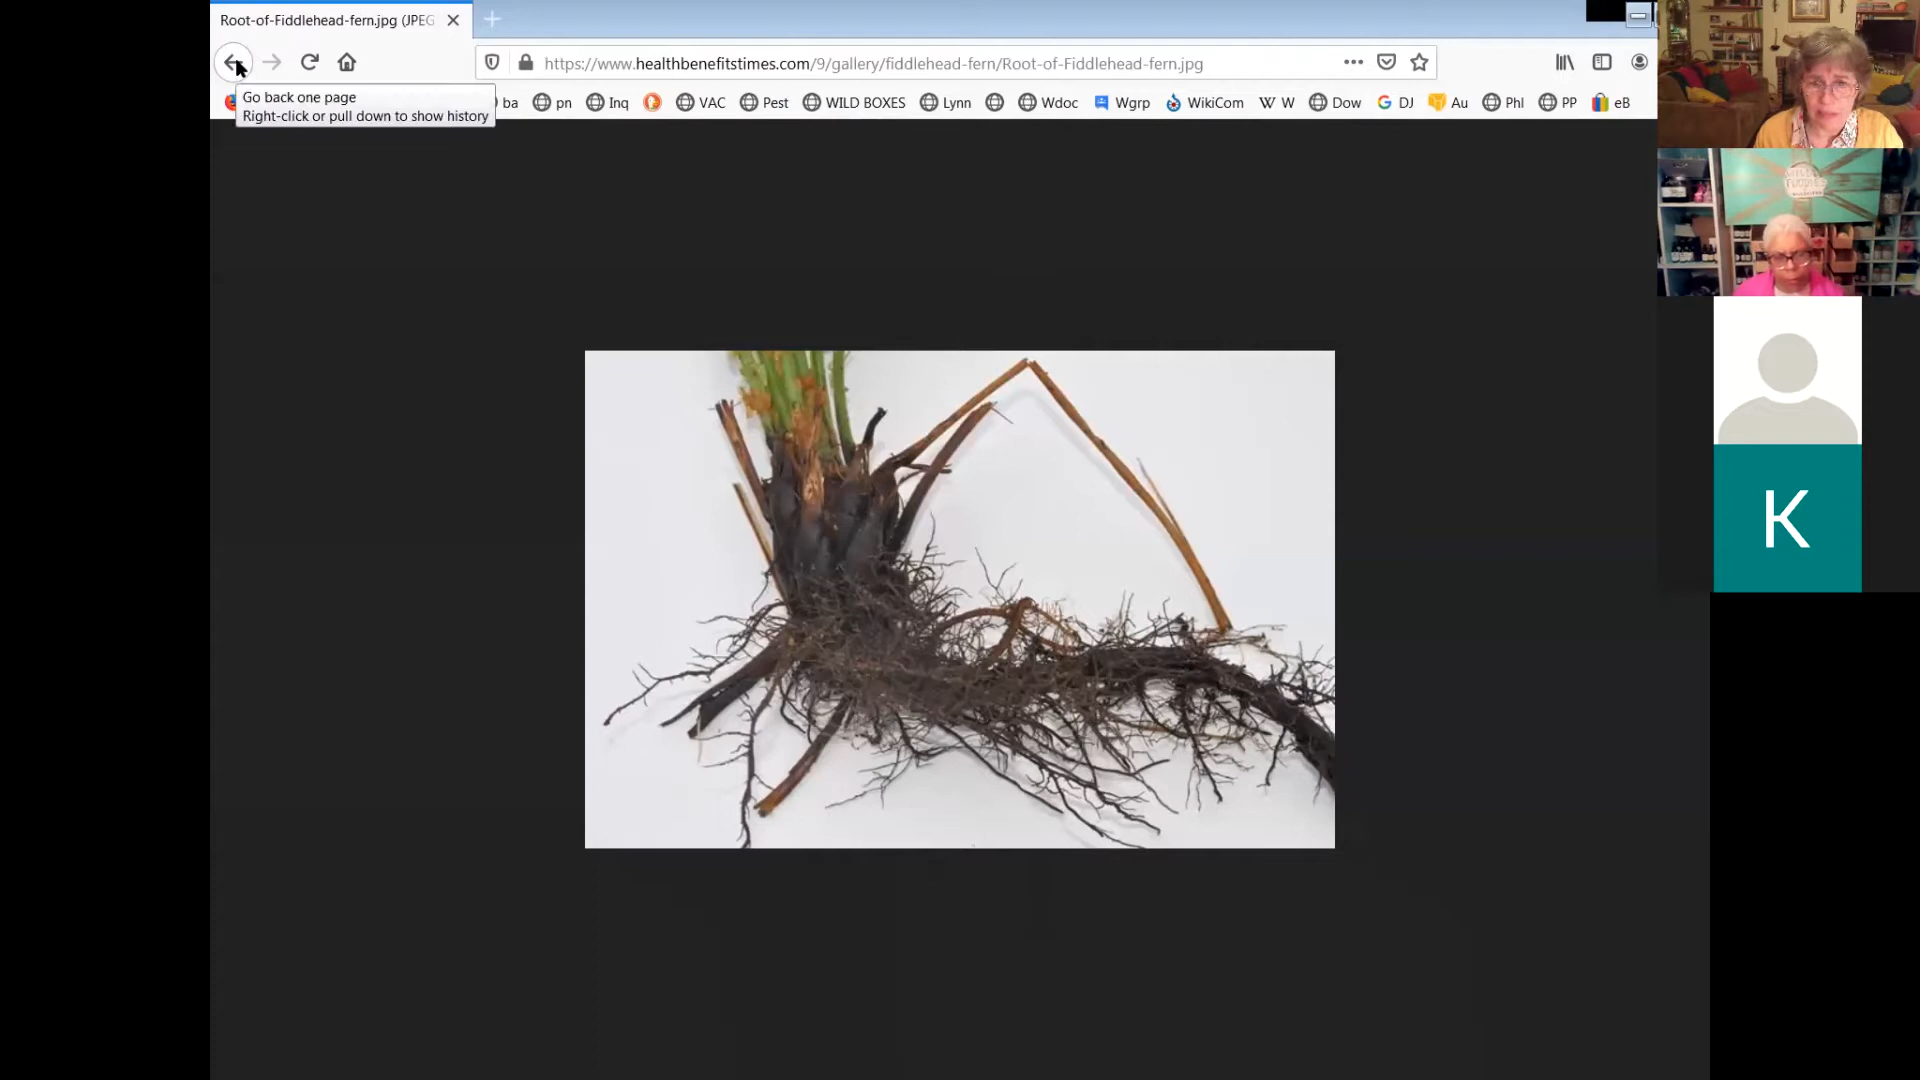 Root-of-Fiddlehead-fern.jpg (JPEG
https://www.healthbenefitstimes.com/9/gallery/fiddlehead-fern/Root-of-Fiddlehead-fern.jpg
Go back one page
Right-click or pull down to show history
ba pn Inq VAC Pest WILD BOXES Lynn Wdoc Wgrp WikiCom W W Dow G DJ Au Phl PP eB
WILD
FOODIES
K